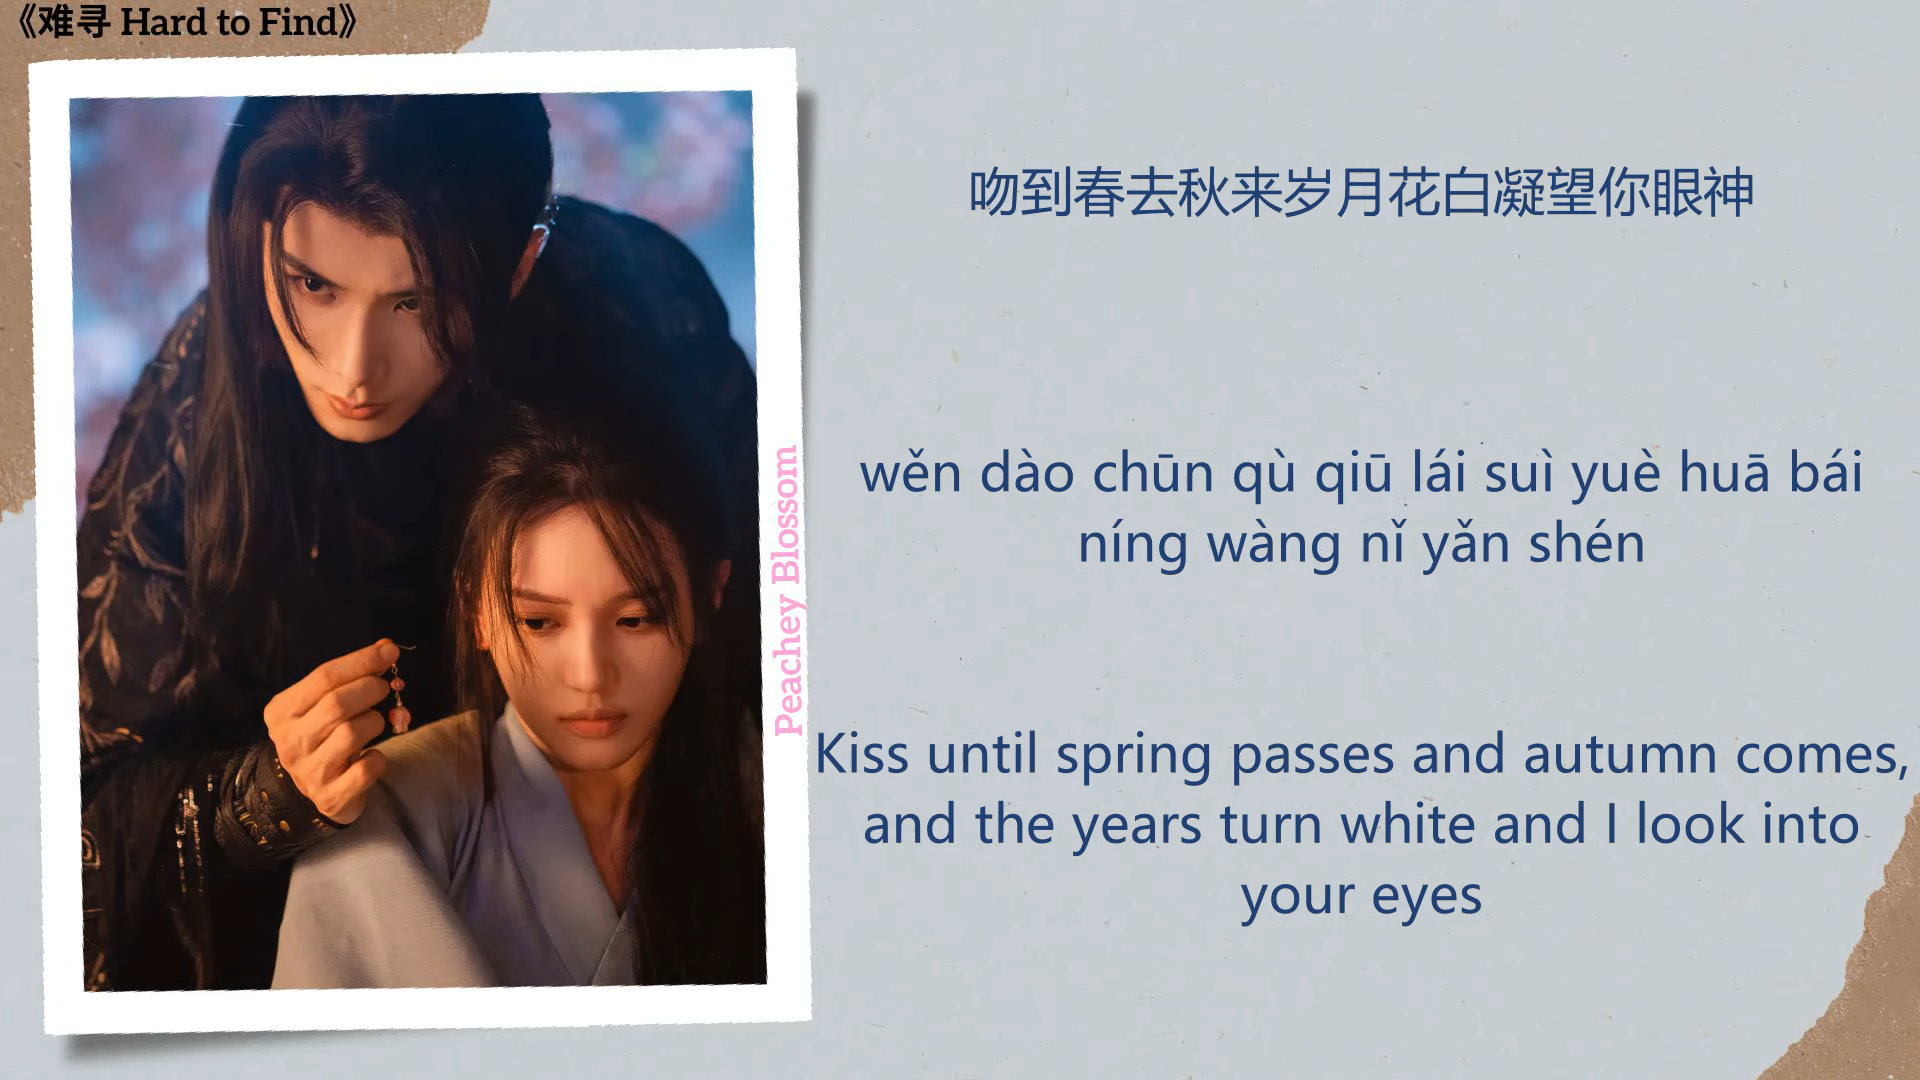 《难寻 Hard to Find》
吻到春去秋来岁月花白凝望你眼神
wěn dào chūn qù qiū lái suì yuè huā bái
níng wàng nǐ yǎn shén
Kiss until spring passes and autumn comes,
and the years turn white and I look into
your eyes
Peachey Blossom